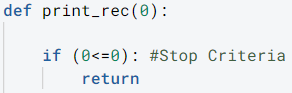 def print_rec(0):
if (0<=0): #Stop Criteria
return